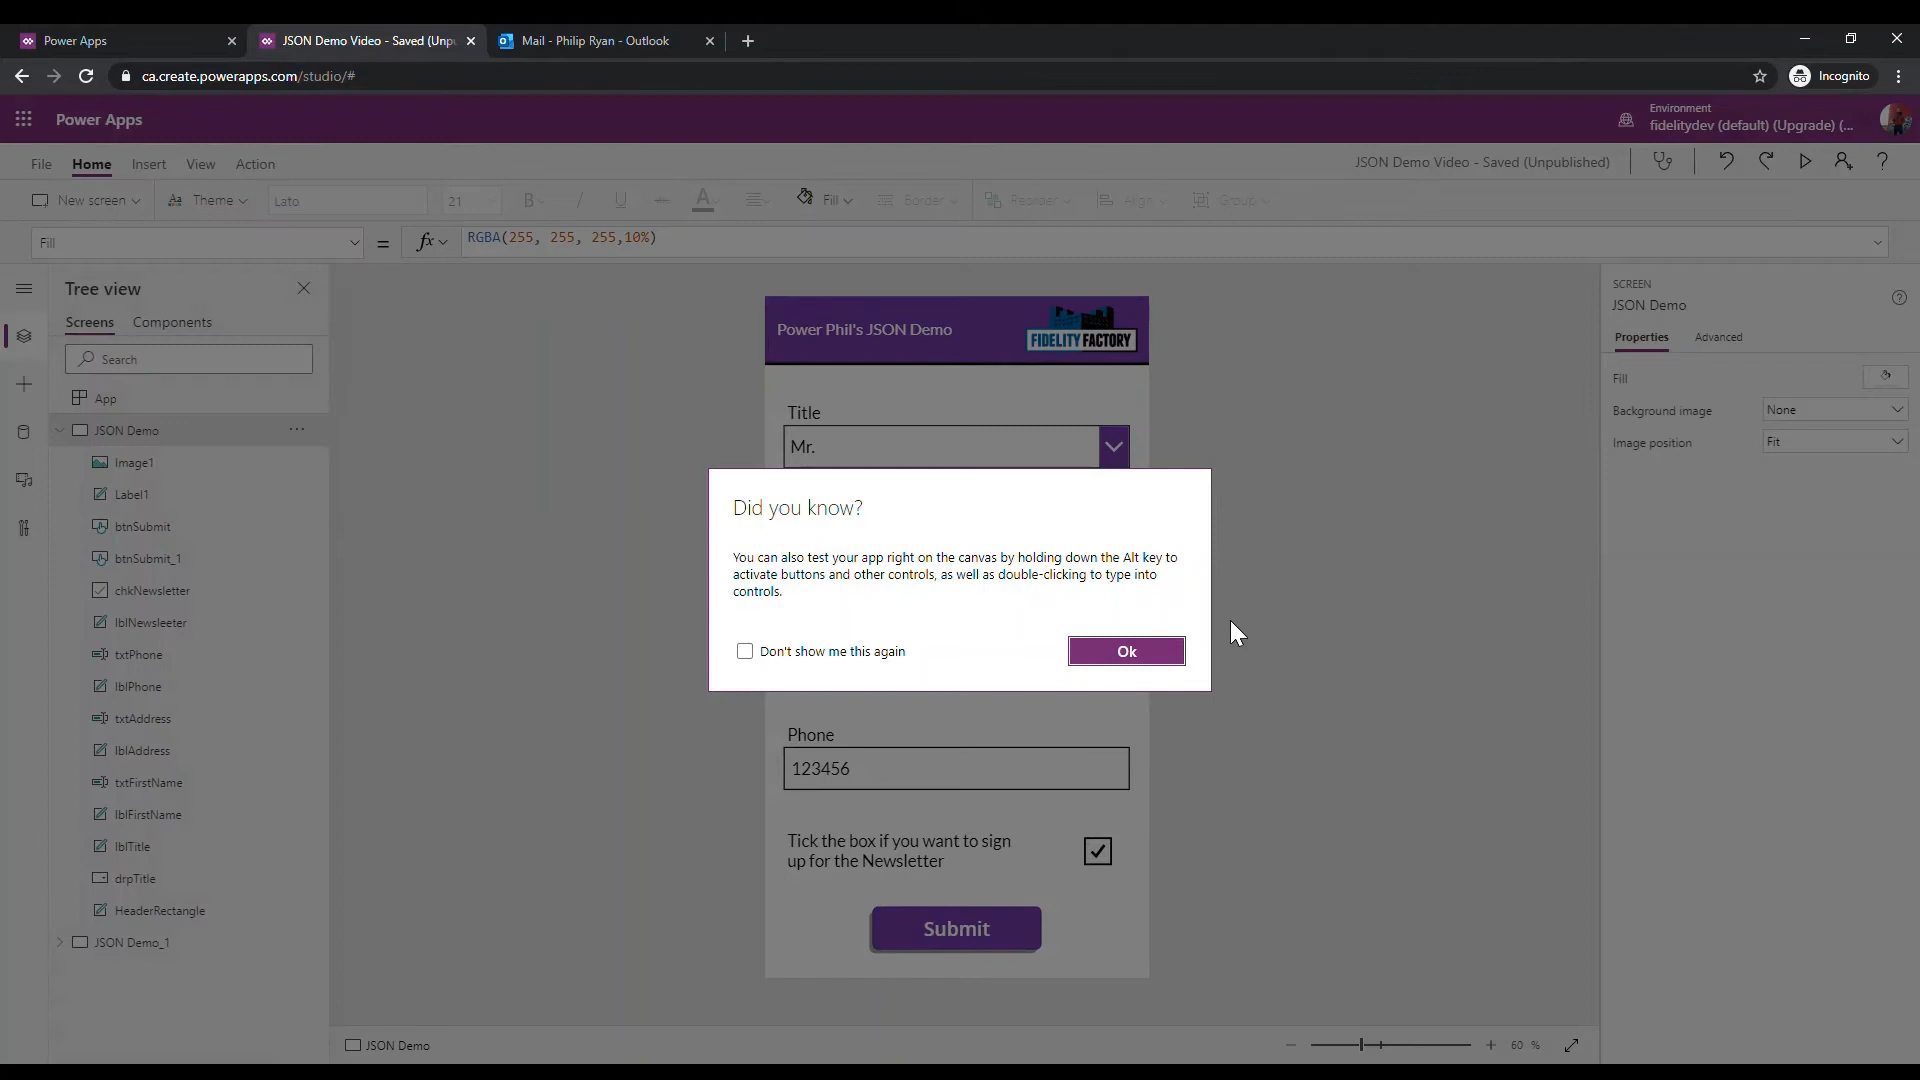 Power Apps
JSON Demo Video - Saved (Unp
Mail - Philip Ryan - Outlook
ca.create.powerapps.com/studio/#
Incognito
Power Apps
Environment
fidelitydev (default) (Upgrade) (...
File
Home
Insert
View
Action
JSON Demo Video - Saved (Unpublished)
New screen
Theme
Lato
21
B
I
U
A
Fill
Border
Reorder
Align
Group
Fill
=
fx
RGBA(255, 255, 255,10%)
Tree view
Screens
Components
Search
App
JSON Demo
Image1
Label1
btnSubmit
btnSubmit_1
chkNewsletter
lblNewsleeter
txtPhone
lblPhone
txtAddress
lblAddress
txtFirstName
lblFirstName
lblTitle
drpTitle
HeaderRectangle
JSON Demo_1
Power Phil's JSON Demo
FIDELITY FACTORY
Title
Mr.
Did you know?
You can also test your app right on the canvas by holding down the Alt key to
activate buttons and other controls, as well as double-clicking to type into
controls.
Don't show me this again
Ok
Phone
123456
Tick the box if you want to sign
up for the Newsletter
Submit
SCREEN
JSON Demo
Properties
Advanced
Fill
Background image
None
Image position
Fit
JSON Demo
60 %